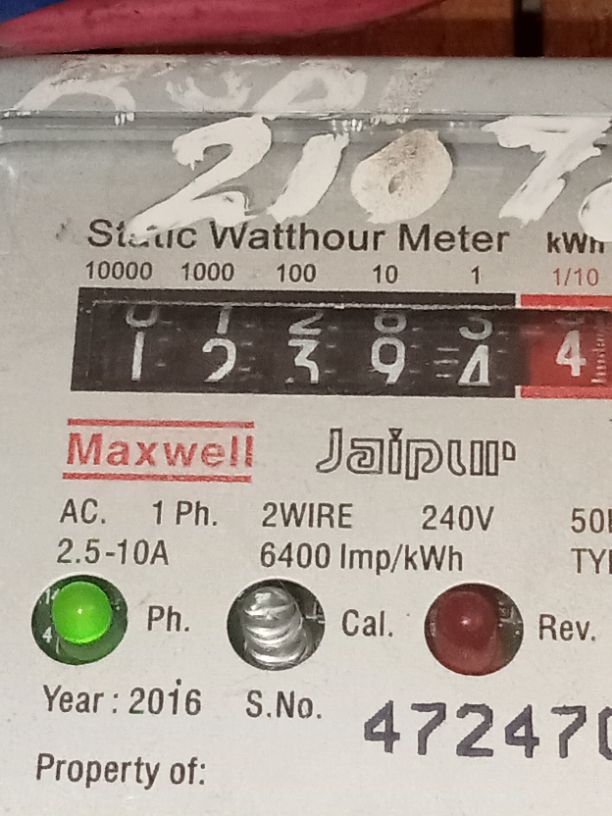 2107
Static Watthour Meter kWh
10000 1000 100 10 1 1/10
1 2 3 9 4 4
Maxwell Jaipur
AC. 1 Ph. 2WIRE 240V
2.5-10A 6400 Imp/kWh
Ph. Cal. Rev.
Year : 2016 S.No. 47247
Property of: